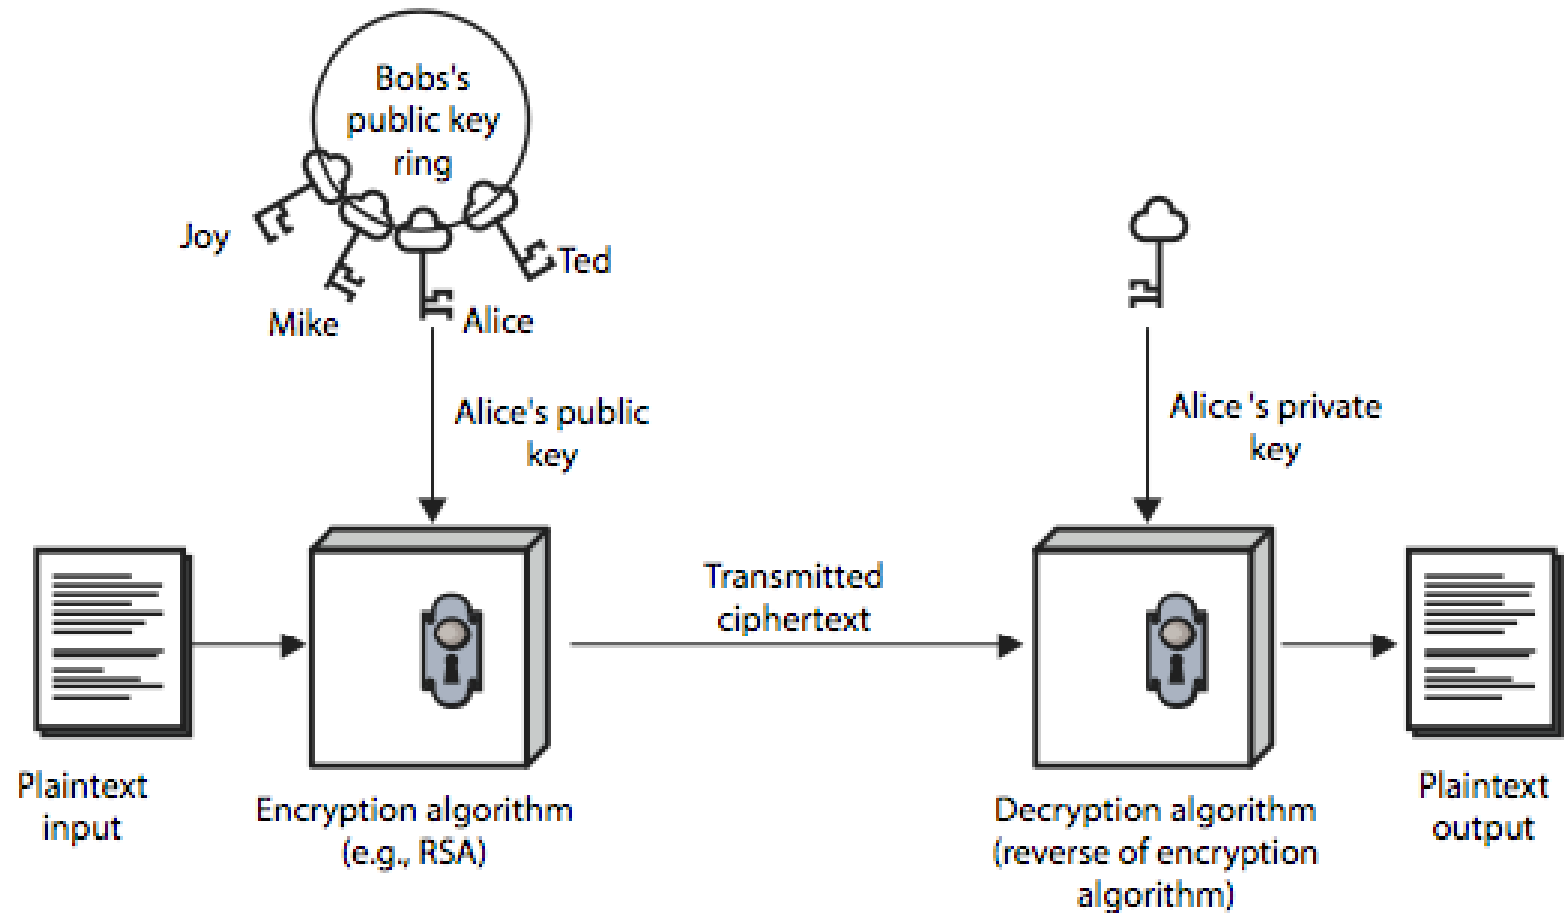 Bobs's
public key
ring
Joy
Ted
Mike
Alice
Alice's public
key
Alice 's private
key
Transmitted
ciphertext
Plaintext
input
Encryption algorithm
(e.g., RSA)
Decryption algorithm
(reverse of encryption
algorithm)
Plaintext
output